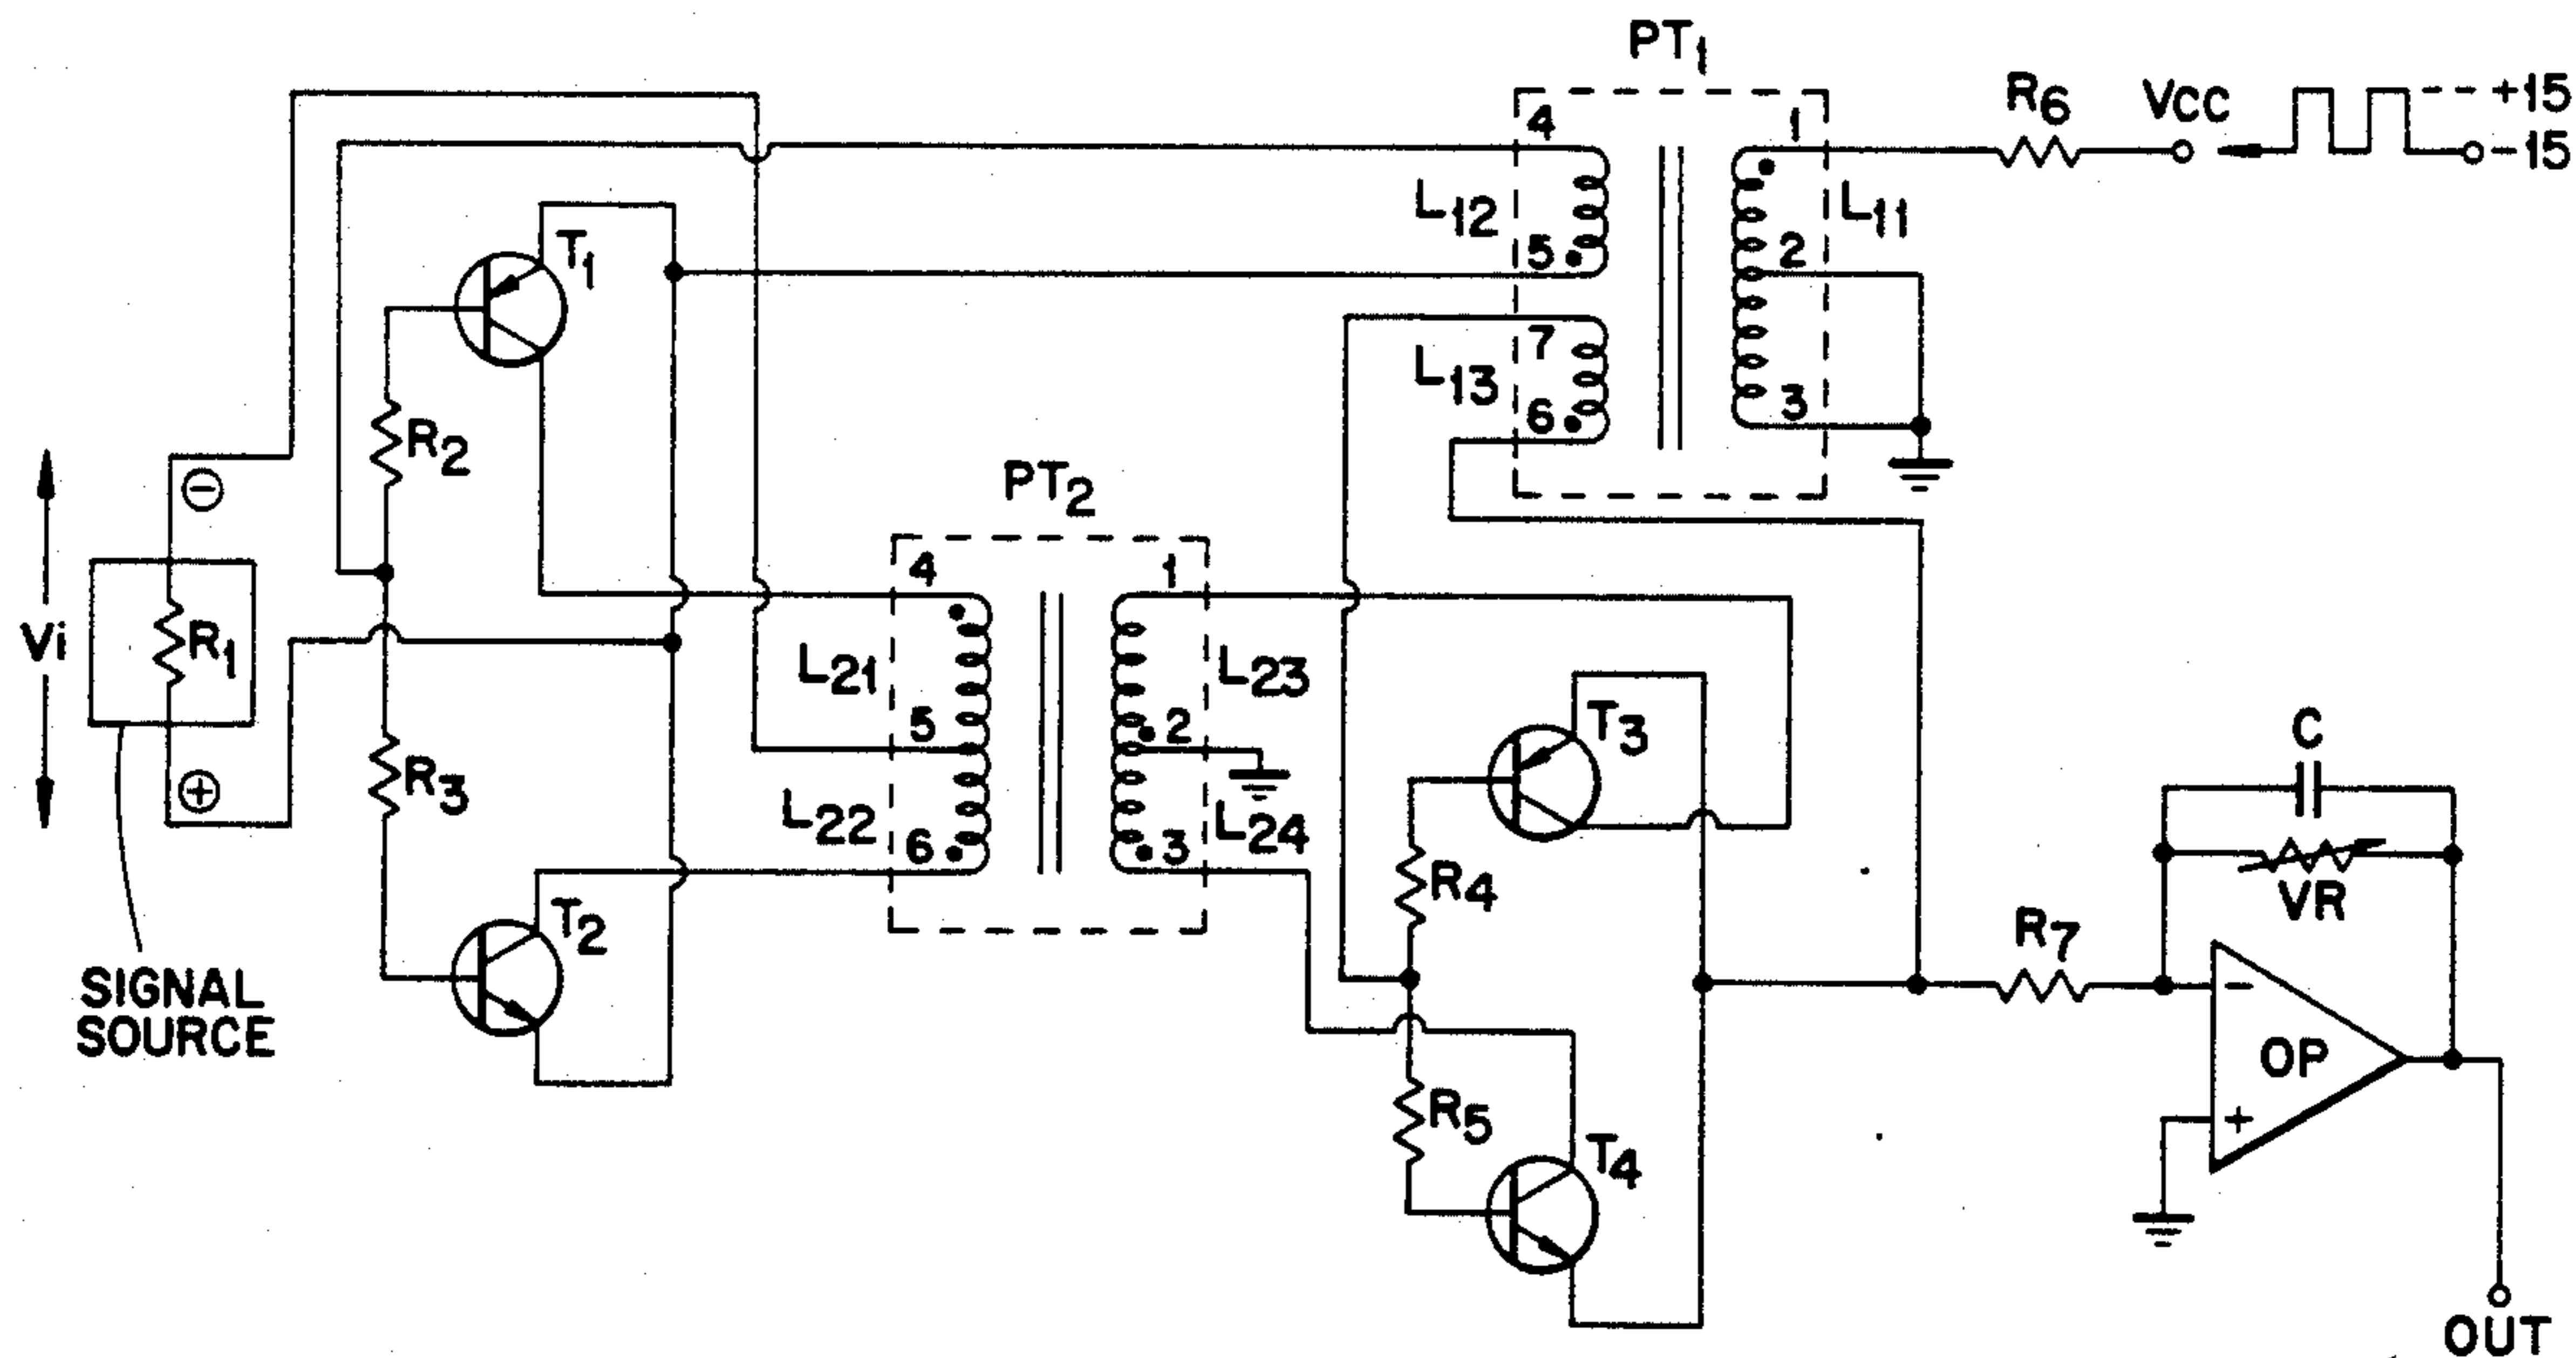 PT1
R6
VCC
+15
-15
4
1
L12
L11
5
2
7
L13
6
3
T1
R2
⊖
Vi
R1
⊕
R3
PT2
4
1
L21
L23
5
2
L22
L24
6
3
T2
SIGNAL
SOURCE
T3
R4
R5
T4
C
VR
R7
−
OP
+
OUT